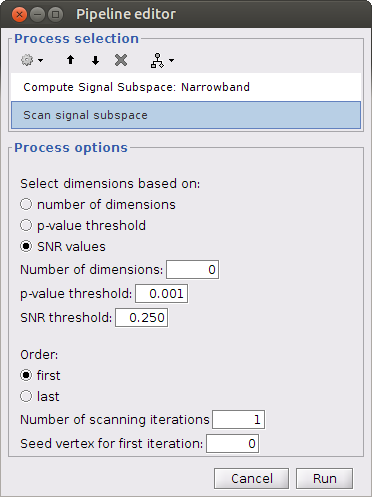 Pipeline editor
Process selection
Compute Signal Subspace: Narrowband
Scan signal subspace
Process options
Select dimensions based on:
number of dimensions
p-value threshold
SNR values
Number of dimensions: 0
p-value threshold: 0.001
SNR threshold: 0.250
Order:
first
last
Number of scanning iterations 1
Seed vertex for first iteration: 0
Cancel Run